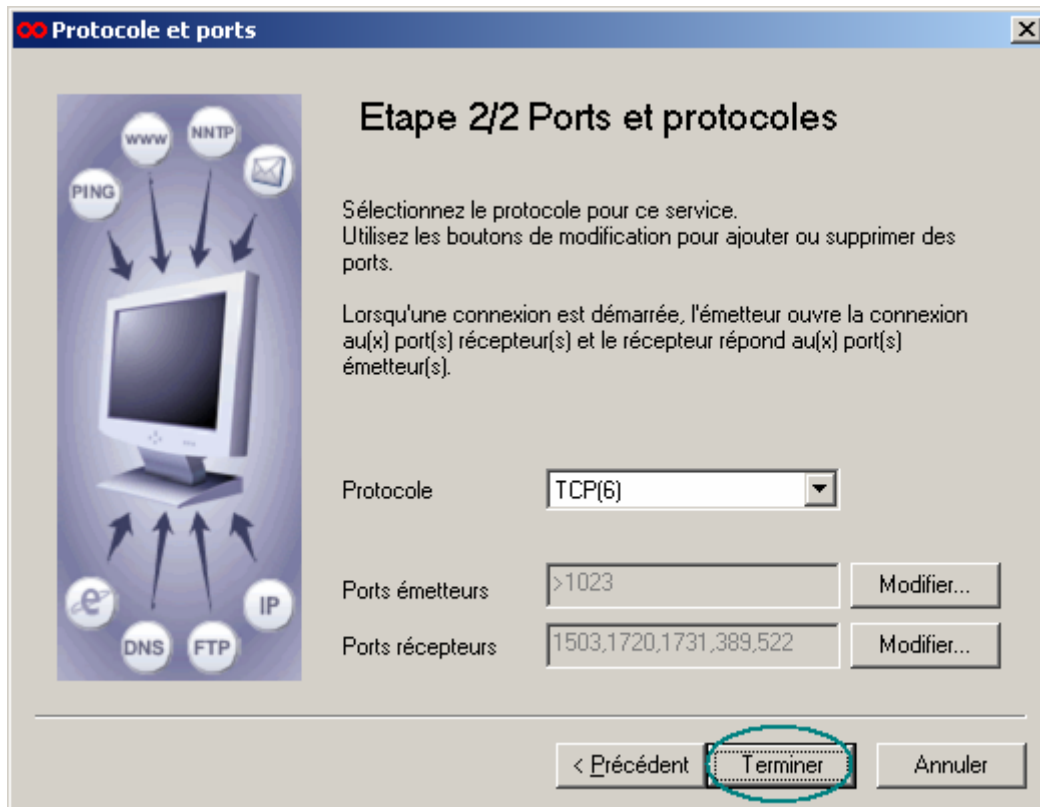 Protocole et ports
Etape 2/2 Ports et protocoles
www
NNTP
PING
Sélectionnez le protocole pour ce service.
Utilisez les boutons de modification pour ajouter ou supprimer des
ports.
Lorsqu'une connexion est démarrée, l'émetteur ouvre la connexion
au(x) port(s) récepteur(s) et le récepteur répond au(x) port(s)
émetteur(s).
Protocole TCP(6)
Ports émetteurs >1023 Modifier...
Ports récepteurs 1503,1720,1731,389,522 Modifier...
e
IP
DNS
FTP
< Précédent Terminer Annuler